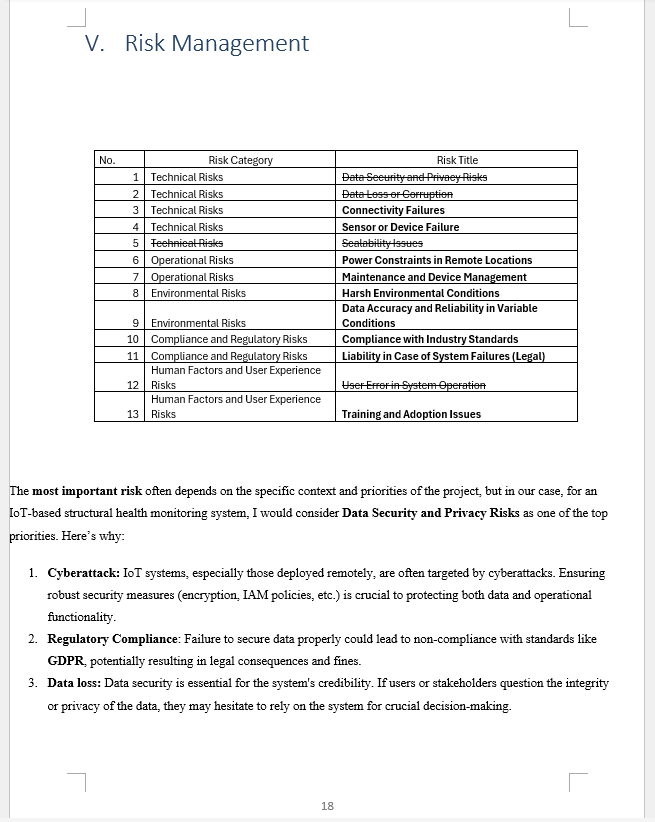 V. Risk Management
No. Risk Category Risk Title
1 Technical Risks Data Security and Privacy Risks
2 Technical Risks Data Loss or Corruption
3 Technical Risks Connectivity Failures
4 Technical Risks Sensor or Device Failure
5 Technical Risks Scalability Issues
6 Operational Risks Power Constraints in Remote Locations
7 Operational Risks Maintenance and Device Management
8 Environmental Risks Harsh Environmental Conditions
Data Accuracy and Reliability in Variable
9 Environmental Risks Conditions
10 Compliance and Regulatory Risks Compliance with Industry Standards
11 Compliance and Regulatory Risks Liability in Case of System Failures (Legal)
Human Factors and User Experience
12 Risks User Error in System Operation
Human Factors and User Experience
13 Risks Training and Adoption Issues
The most important risk often depends on the specific context and priorities of the project, but in our case, for an
IoT-based structural health monitoring system, I would consider Data Security and Privacy Risks as one of the top
priorities. Here’s why:
1. Cyberattack: IoT systems, especially those deployed remotely, are often targeted by cyberattacks. Ensuring
robust security measures (encryption, IAM policies, etc.) is crucial to protecting both data and operational
functionality.
2. Regulatory Compliance: Failure to secure data properly could lead to non-compliance with standards like
GDPR, potentially resulting in legal consequences and fines.
3. Data loss: Data security is essential for the system's credibility. If users or stakeholders question the integrity
or privacy of the data, they may hesitate to rely on the system for crucial decision-making.
18